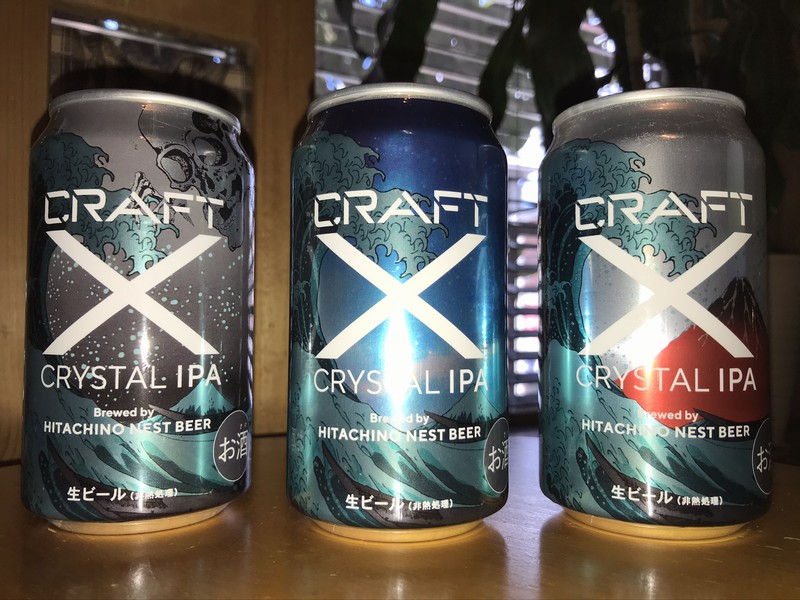 CRAFT
X
CRYSTAL IPA
Brewed by
HITACHINO NEST BEER
お酒
生ビール (非熱処理)
CRAFT
X
CRYSTAL IPA
Brewed by
HITACHINO NEST BEER
お酒
生ビール (非熱処理)
CRAFT
X
CRYSTAL IPA
Brewed by
HITACHINO NEST BEER
お
生ビール (非熱処理)